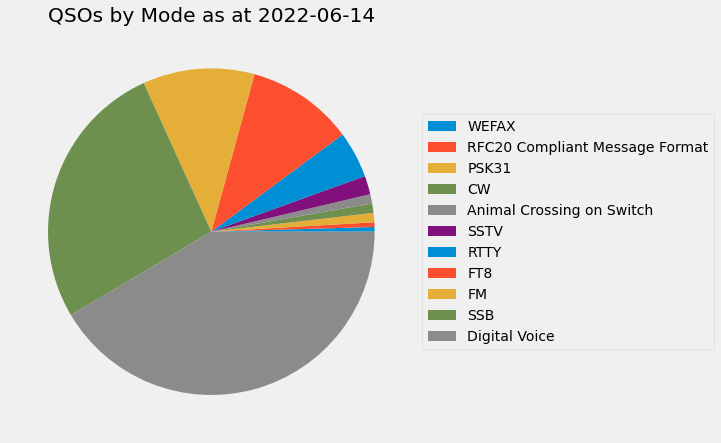 QSOs by Mode as at 2022-06-14
WEFAX
RFC20 Compliant Message Format
PSK31
CW
Animal Crossing on Switch
SSTV
RTTY
FT8
FM
SSB
Digital Voice